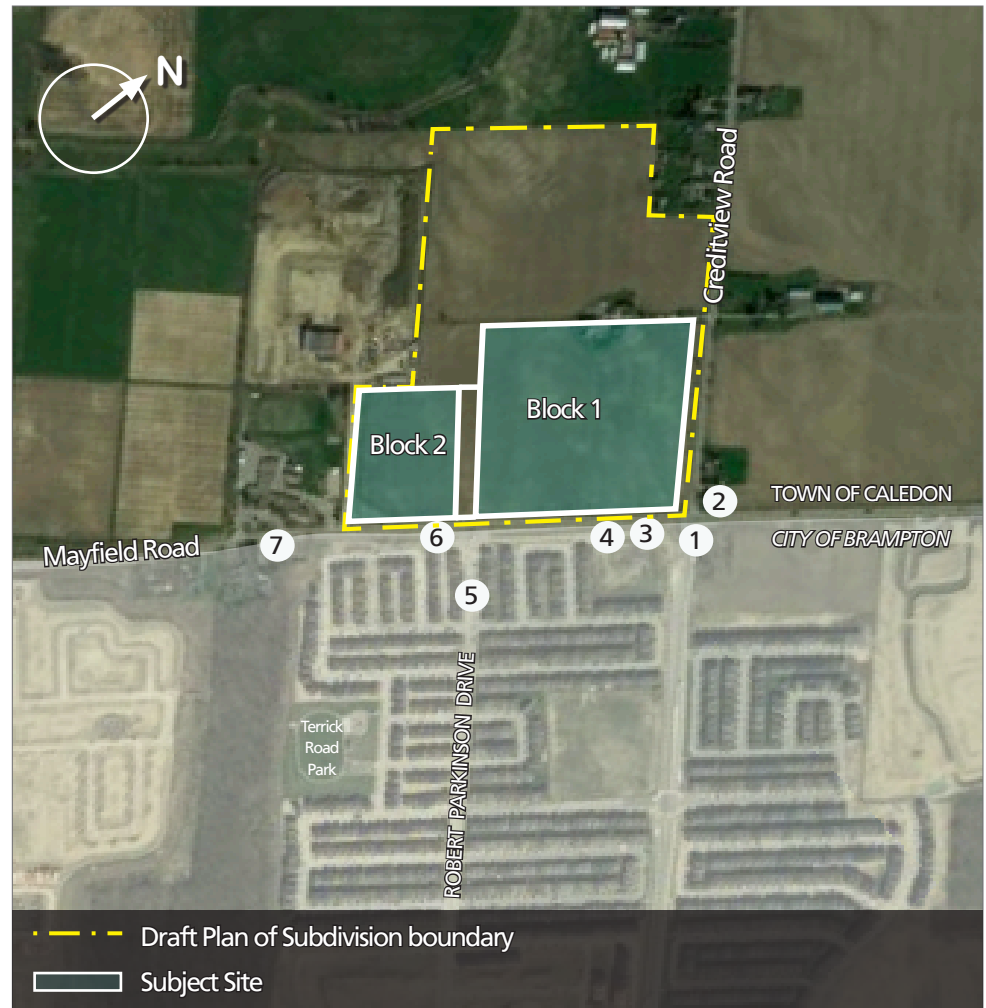 N
Creditview Road
Block 1
Block 2
2
TOWN OF CALEDON
1
CITY OF BRAMPTON
3
4
6
7
Mayfield Road
5
ROBERT PARKINSON DRIVE
Terrick
Road
Park
Draft Plan of Subdivision boundary
Subject Site